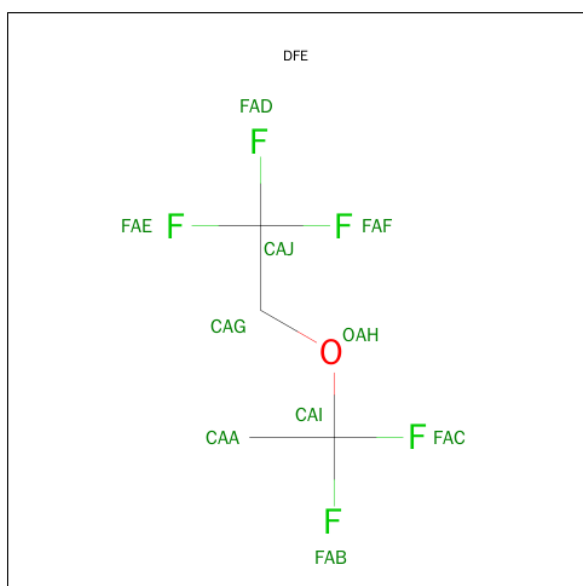 DFE
FAD
F
FAE F F FAF
CAJ
CAG
OAH
O
CAI
CAA F FAC
F
FAB